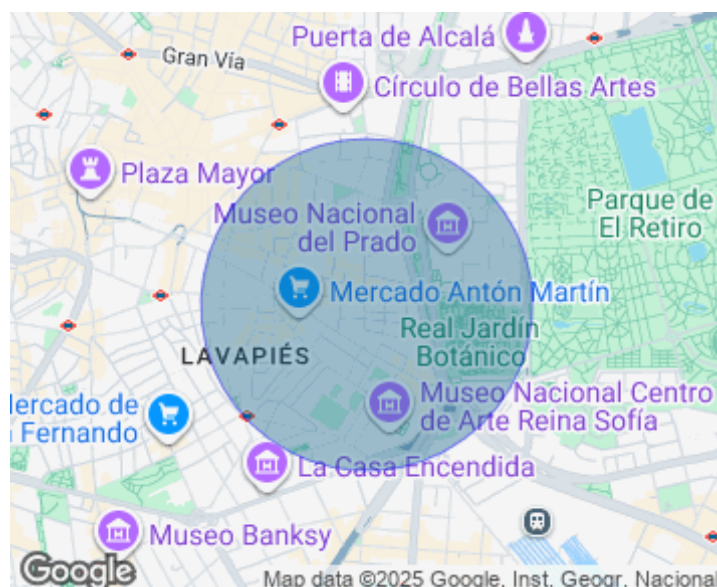 Puerta de Alcalá
Gran Vía
Círculo de Bellas Artes
Plaza Mayor
Museo Nacional
del Prado
Parque de
El Retiro
Mercado Antón Martín
Real Jardín
Botánico
LAVAPIÉS
Museo Nacional Centro
de Arte Reina Sofía
Mercado de
Fernando
La Casa Encendida
Museo Banksy
Google
Map data ©2025 Google, Inst. Geogr. Nacional